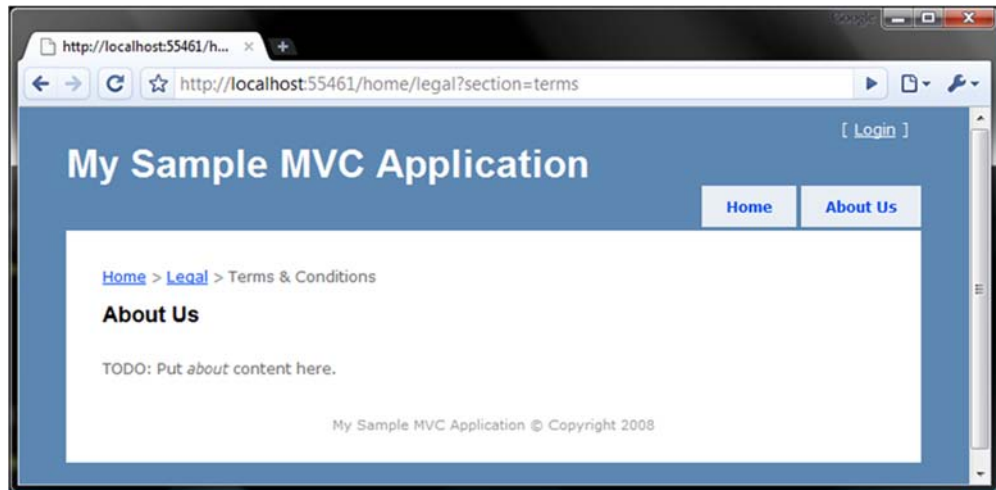 Google
http://localhost:55461/h...
http://localhost:55461/home/legal?section=terms
[ Login ]
My Sample MVC Application
Home
About Us
Home > Legal > Terms & Conditions
About Us
TODO: Put about content here.
My Sample MVC Application © Copyright 2008